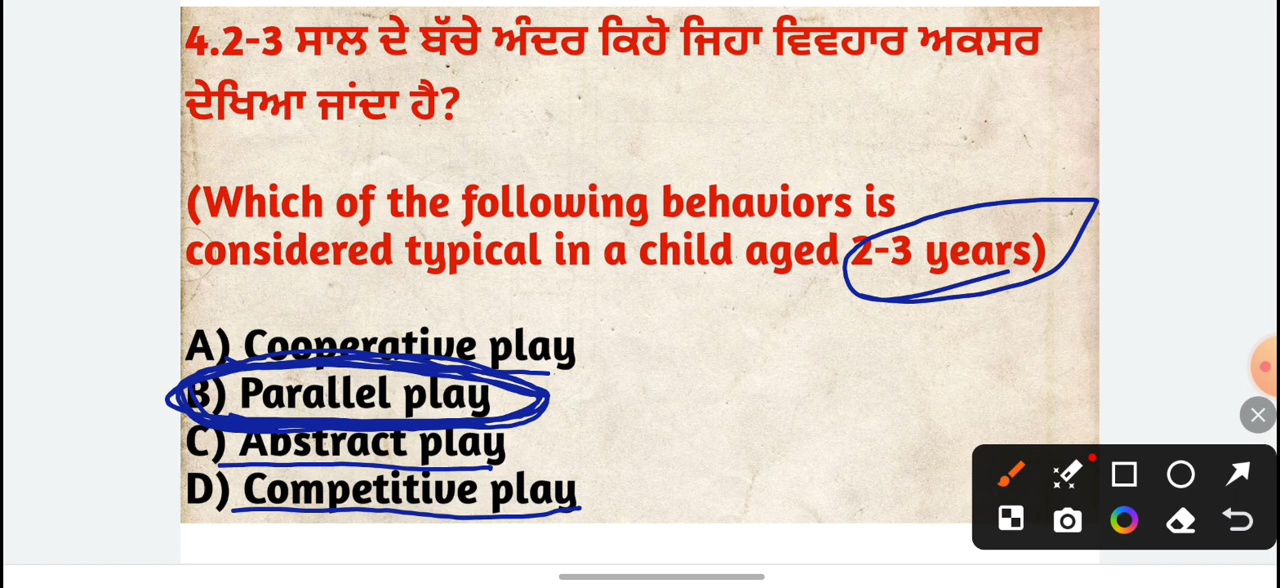 4.2-3 ਸਾਲ ਦੇ ਬੱਚੇ ਅੰਦਰ ਕਿਹੋ ਜਿਹਾ ਵਿਵਹਾਰ ਅਕਸਰ
ਦੇਖਿਆ ਜਾਂਦਾ ਹੈ?
(Which of the following behaviors is
considered typical in a child aged 2-3 years)
A) Cooperative play
B) Parallel play
C) Abstract play
D) Competitive play